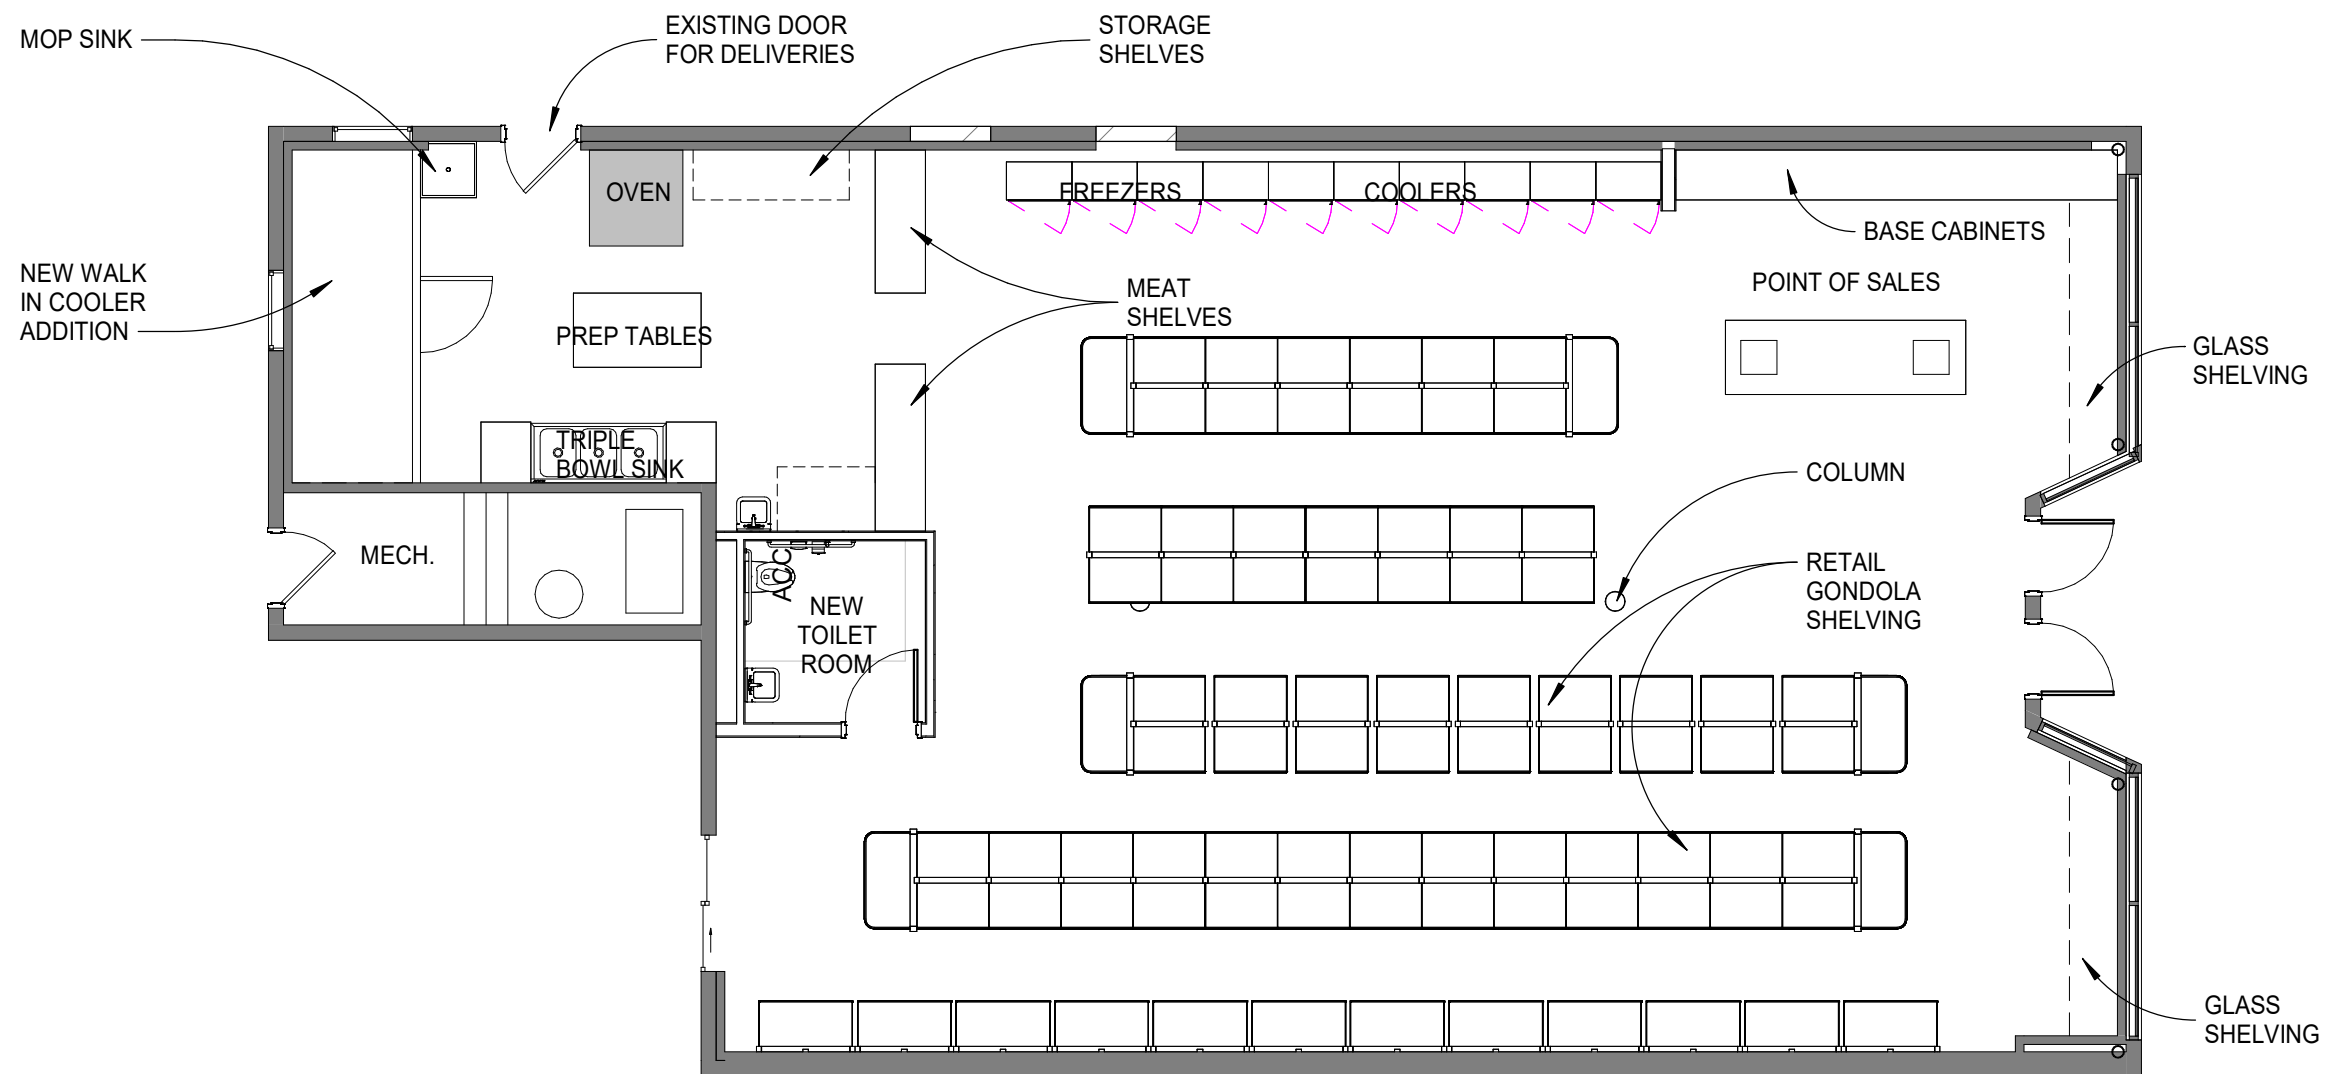 MOP SINK
EXISTING DOOR
FOR DELIVERIES
STORAGE
SHELVES
OVEN
FREEZERS
COOLERS
BASE CABINETS
NEW WALK
IN COOLER
ADDITION
POINT OF SALES
MEAT
SHELVES
PREP TABLES
GLASS
SHELVING
TRIPLE
BOWL SINK
COLUMN
MECH.
ACC
NEW
TOILET
ROOM
RETAIL
GONDOLA
SHELVING
GLASS
SHELVING